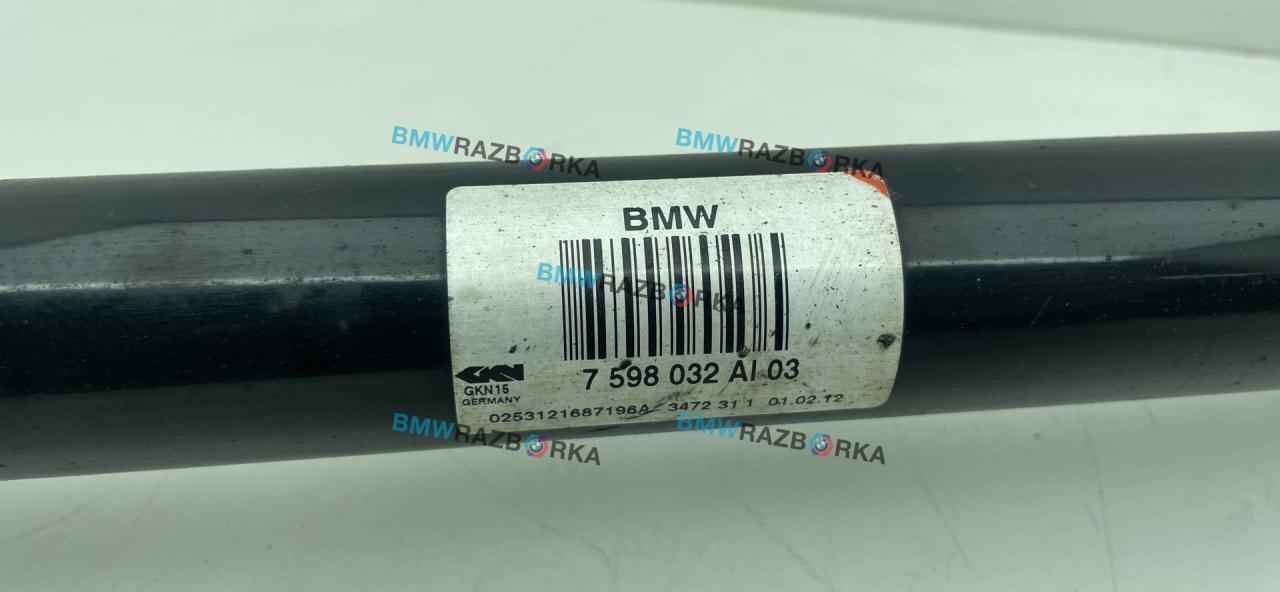 BMWRAZBORKA
BMWRAZBORKA
BMW
BMWRAZBORKA
7 598 032 AI 03
GKN
GKN15
GERMANY
0253121687196A 3472 31 1 01.02.12
BMWRAZBORKA
BMWRAZBORKA